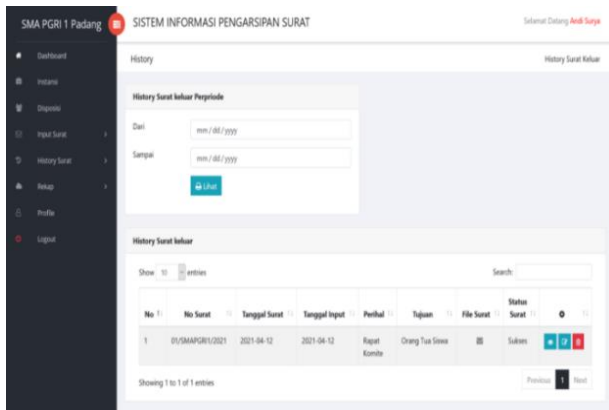 SMA PGRI 1 Padang
SISTEM INFORMASI PENGARSIPAN SURAT
Selamat Datang Andi Surya
Dashboard
Instansi
Disposisi
Input Surat
History Surat
Rekap
Profile
Logout
History
History Surat Keluar
History Surat keluar Perpriode
Dari
mm/dd/yyyy
Sampai
mm/dd/yyyy
Lihat
History Surat keluar
Show 10 entries
Search:
No No Surat Tanggal Surat Tanggal Input Perihal Tujuan File Surat Status Surat
1 01/SMAPGRI1/2021 2021-04-12 2021-04-12 Rapat Komite Orang Tua Siswa Sukses
Showing 1 to 1 of 1 entries
Previous 1 Next